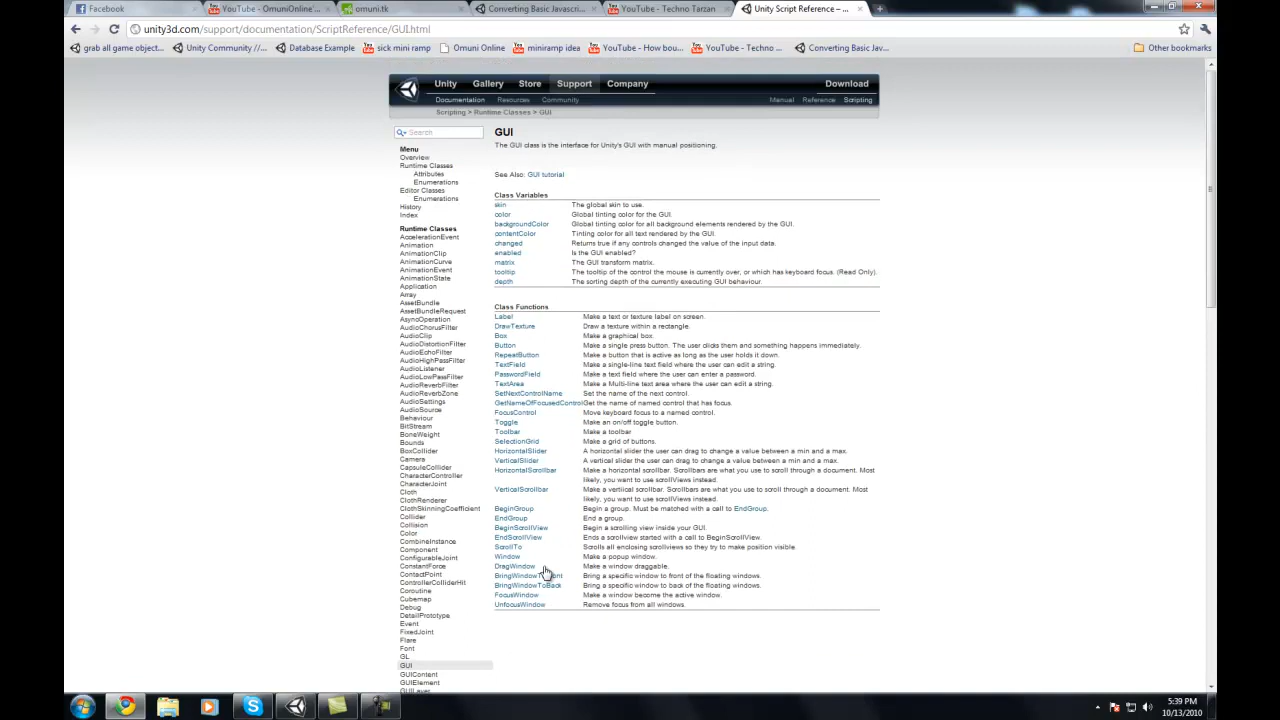 Facebook
YouTube - OmuniOnline'...
omuni.tk
Converting Basic Javascri...
YouTube - Techno Tarzan
Unity Script Reference – ...
unity3d.com/support/documentation/ScriptReference/GUI.html
grab all game object...
Unity Community //...
Database Example
sick mini ramp
Omuni Online
miniramp idea
YouTube - How bou...
YouTube - Techno ...
Converting Basic Jav...
Other bookmarks
Unity Gallery Store Support Company Download
Documentation Resources Community Manual Reference Scripting
Scripting > Runtime Classes > GUI
Search
Menu
Overview
Runtime Classes
Attributes
Enumerations
Editor Classes
Enumerations
History
Index
Runtime Classes
AccelerationEvent
Animation
AnimationClip
AnimationCurve
AnimationEvent
AnimationState
Application
Array
AssetBundle
AssetBundleRequest
AsyncOperation
AudioChorusFilter
AudioClip
AudioDistortionFilter
AudioEchoFilter
AudioHighPassFilter
AudioListener
AudioLowPassFilter
AudioReverbFilter
AudioReverbZone
AudioSettings
AudioSource
Behaviour
BitStream
BoneWeight
Bounds
BoxCollider
Camera
CapsuleCollider
CharacterController
CharacterJoint
Cloth
ClothRenderer
ClothSkinningCoefficient
Collider
Collision
Color
CombineInstance
Component
ConfigurableJoint
ConstantForce
ContactPoint
ControllerColliderHit
Coroutine
Cubemap
Debug
DetailPrototype
Event
FixedJoint
Flare
Font
GL
GUI
GUIContent
GUIElement
GUILayer
GUI
The GUI class is the interface for Unity's GUI with manual positioning.
See Also: GUI tutorial
Class Variables
skin The global skin to use.
color Global tinting color for the GUI.
backgroundColor Global tinting color for all background elements rendered by the GUI.
contentColor Tinting color for all text rendered by the GUI.
changed Returns true if any controls changed the value of the input data.
enabled Is the GUI enabled?
matrix The GUI transform matrix.
tooltip The tooltip of the control the mouse is currently over, or which has keyboard focus. (Read Only).
depth The sorting depth of the currently executing GUI behaviour.
Class Functions
Label Make a text or texture label on screen.
DrawTexture Draw a texture within a rectangle.
Box Make a graphical box.
Button Make a single press button. The user clicks them and something happens immediately.
RepeatButton Make a button that is active as long as the user holds it down.
TextField Make a single-line text field where the user can edit a string.
PasswordField Make a text field where the user can enter a password.
TextArea Make a Multi-line text area where the user can edit a string.
SetNextControlName Set the name of the next control.
GetNameOfFocusedControl Get the name of named control that has focus.
FocusControl Move keyboard focus to a named control.
Toggle Make an on/off toggle button.
Toolbar Make a toolbar
SelectionGrid Make a grid of buttons.
HorizontalSlider A horizontal slider the user can drag to change a value between a min and a max.
VerticalSlider A vertical slider the user can drag to change a value between a min and a max.
HorizontalScrollbar Make a horizontal scrollbar. Scrollbars are what you use to scroll through a document. Most
likely, you want to use scrollViews instead.
VerticalScrollbar Make a vertiical scrollbar. Scrollbars are what you use to scroll through a document. Most
likely, you want to use scrollViews instead.
BeginGroup Begin a group. Must be matched with a call to EndGroup.
EndGroup End a group.
BeginScrollView Begin a scrolling view inside your GUI.
EndScrollView Ends a scrollview started with a call to BeginScrollView.
ScrollTo Scrolls all enclosing scrollviews so they try to make position visible
Window Make a popup window.
DragWindow Make a window draggable.
BringWindowToFront Bring a specific window to front of the floating windows.
BringWindowToBack Bring a specific window to back of the floating windows.
FocusWindow Make a window become the active window.
UnfocusWindow Remove focus from all windows.
5:39 PM
10/13/2010